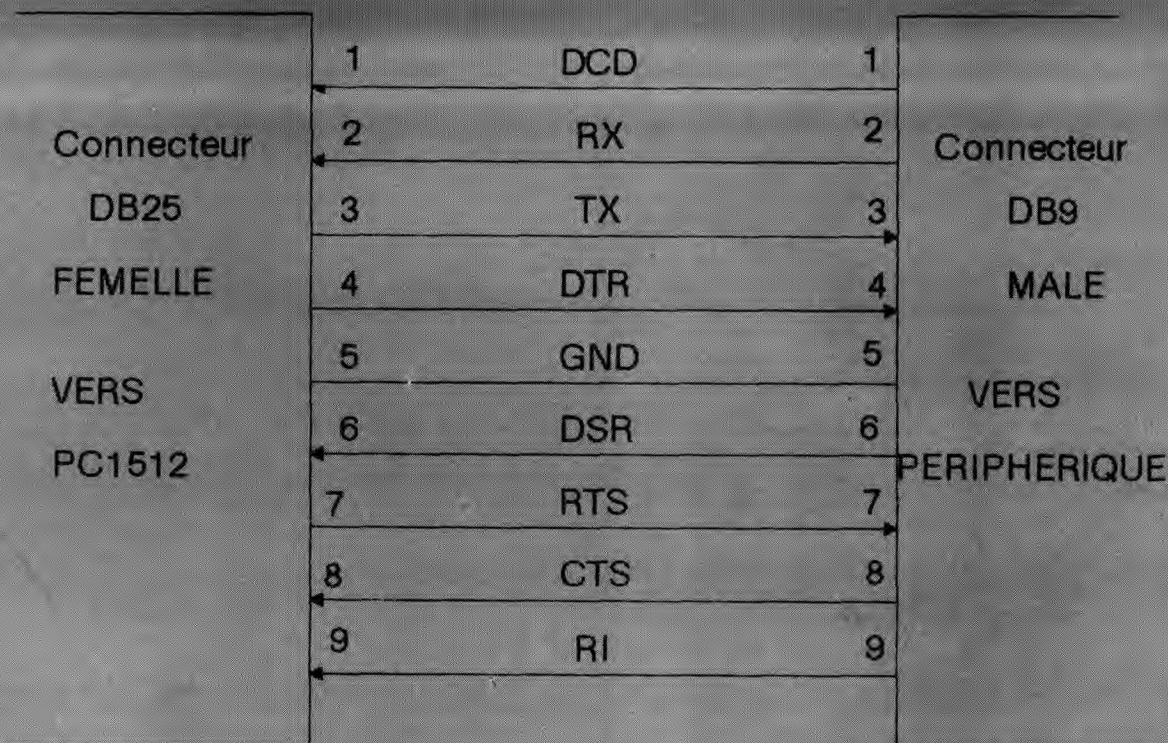 1 DCD 1
Connecteur 2 RX 2 Connecteur
DB25 3 TX 3 DB9
FEMELLE 4 DTR 4 MALE
5 GND 5
VERS VERS
6 DSR 6
PC1512 PERIPHERIQUE
7 RTS 7
8 CTS 8
9 RI 9